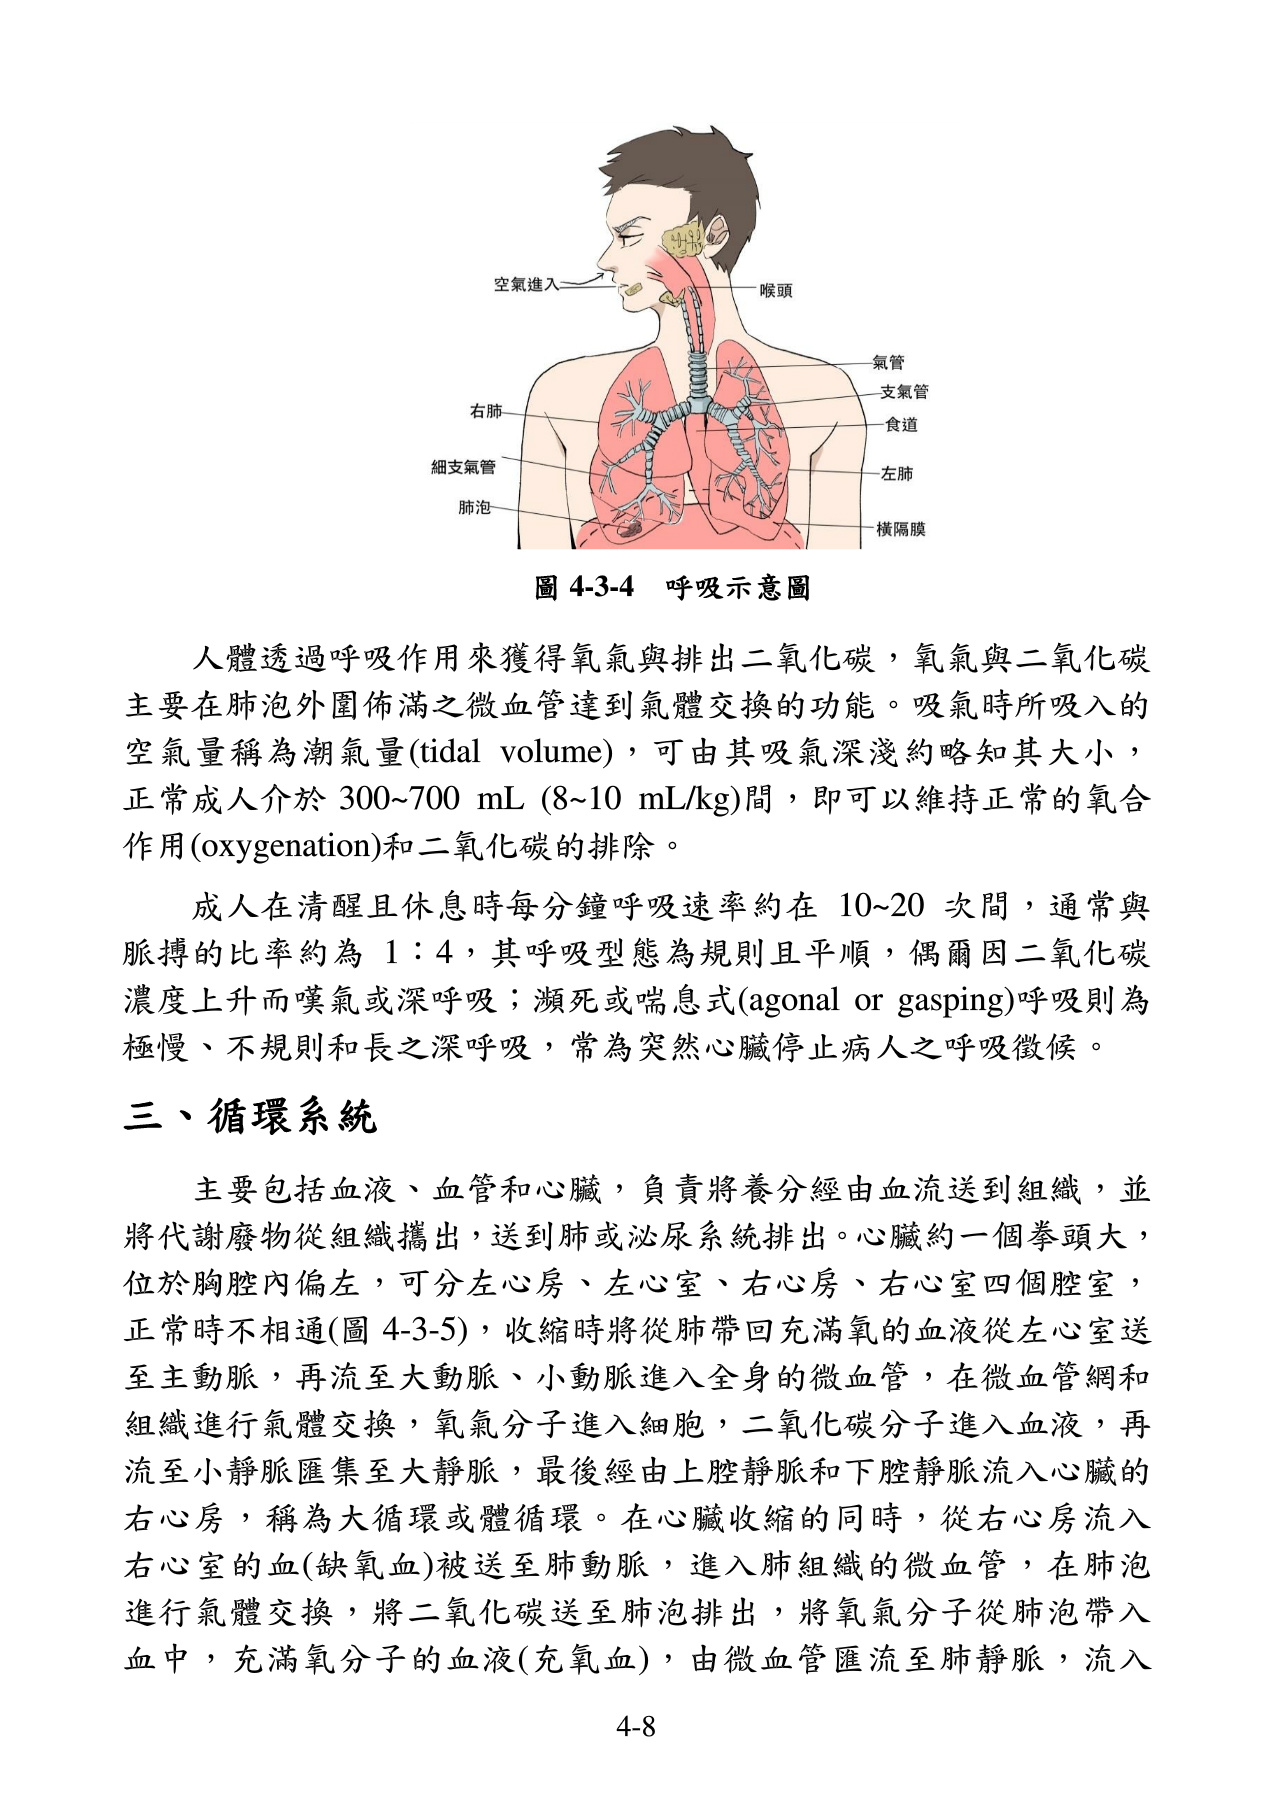 空氣進入
喉頭
氣管
支氣管
右肺
食道
細支氣管
左肺
肺泡
橫隔膜
圖 4-3-4　呼吸示意圖
人體透過呼吸作用來獲得氧氣與排出二氧化碳，氧氣與二氧化碳
主要在肺泡外圍佈滿之微血管達到氣體交換的功能。吸氣時所吸入的
空氣量稱為潮氣量(tidal volume)，可由其吸氣深淺約略知其大小，
正常成人介於 300~700 mL (8~10 mL/kg)間，即可以維持正常的氧合
作用(oxygenation)和二氧化碳的排除。
成人在清醒且休息時每分鐘呼吸速率約在 10~20 次間，通常與
脈搏的比率約為 1：4，其呼吸型態為規則且平順，偶爾因二氧化碳
濃度上升而嘆氣或深呼吸；瀕死或喘息式(agonal or gasping)呼吸則為
極慢、不規則和長之深呼吸，常為突然心臟停止病人之呼吸徵候。
三、循環系統
主要包括血液、血管和心臟，負責將養分經由血流送到組織，並
將代謝廢物從組織攜出，送到肺或泌尿系統排出。心臟約一個拳頭大，
位於胸腔內偏左，可分左心房、左心室、右心房、右心室四個腔室，
正常時不相通(圖 4-3-5)，收縮時將從肺帶回充滿氧的血液從左心室送
至主動脈，再流至大動脈、小動脈進入全身的微血管，在微血管網和
組織進行氣體交換，氧氣分子進入細胞，二氧化碳分子進入血液，再
流至小靜脈匯集至大靜脈，最後經由上腔靜脈和下腔靜脈流入心臟的
右心房，稱為大循環或體循環。在心臟收縮的同時，從右心房流入
右心室的血(缺氧血)被送至肺動脈，進入肺組織的微血管，在肺泡
進行氣體交換，將二氧化碳送至肺泡排出，將氧氣分子從肺泡帶入
血中，充滿氧分子的血液(充氧血)，由微血管匯流至肺靜脈，流入
4-8